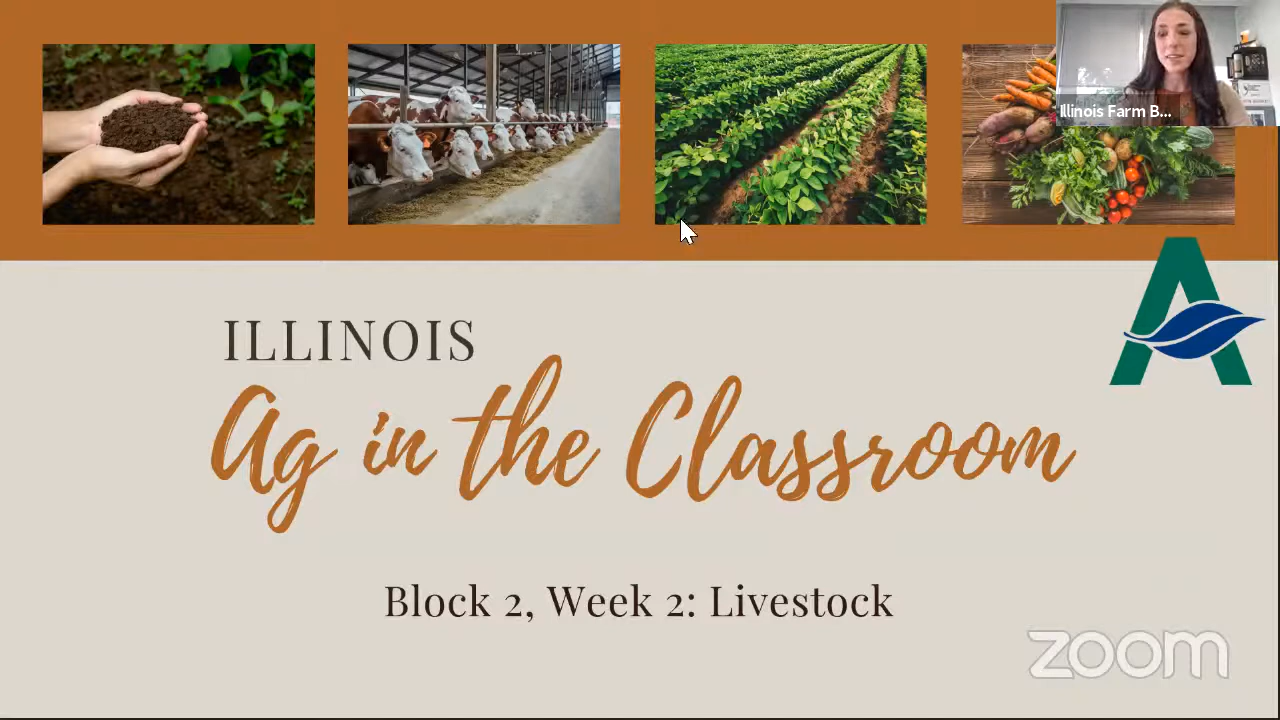 Illinois Farm B...
ILLINOIS
Ag in the Classroom
Block 2, Week 2: Livestock
zoom